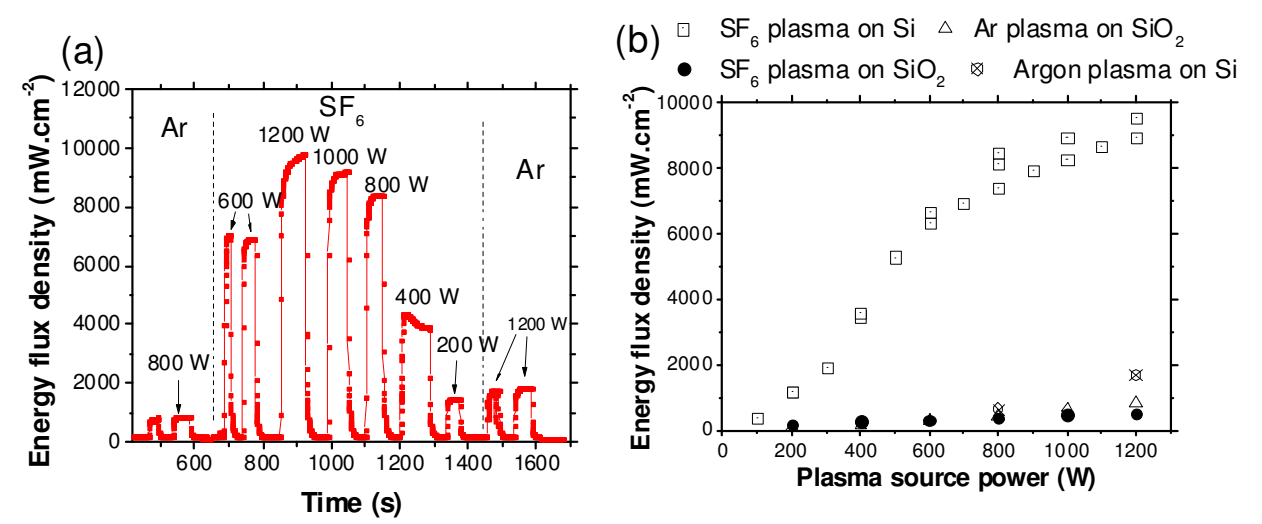 (a)
Energy flux density (mW.cm-2)
12000
10000
8000
6000
4000
2000
0
Ar
SF6
Ar
1200 W
1000 W
800 W
600 W
400 W
200 W
1200 W
800 W
600
800
1000
1200
1400
1600
Time (s)
(b)
SF6 plasma on Si
Ar plasma on SiO2
SF6 plasma on SiO2
Argon plasma on Si
Energy flux density (mW.cm-2)
10000
8000
6000
4000
2000
0
0
200
400
600
800
1000
1200
Plasma source power (W)